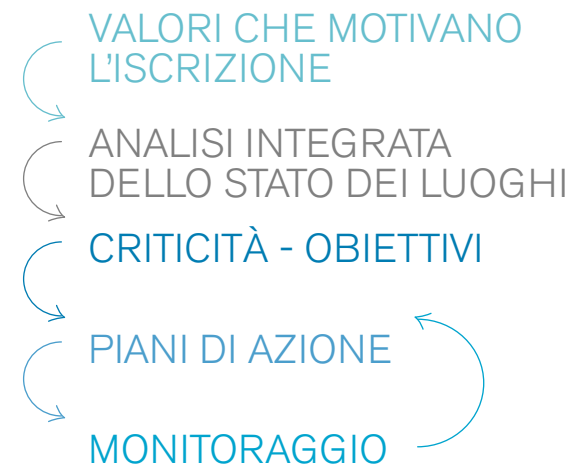 VALORI CHE MOTIVANO
L'ISCRIZIONE
ANALISI INTEGRATA
DELLO STATO DEI LUOGHI
CRITICITÀ - OBIETTIVI
PIANI DI AZIONE
MONITORAGGIO